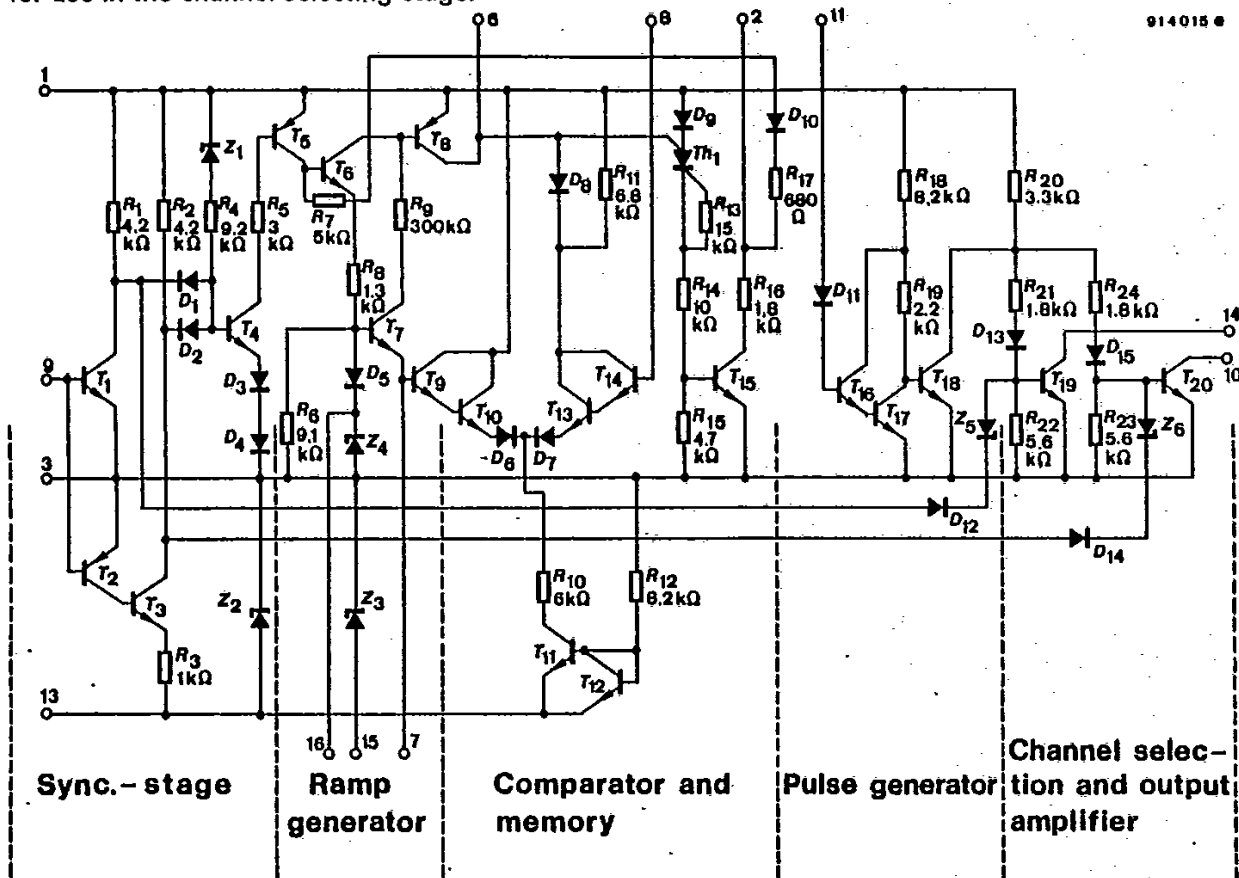 6
8
2
11
914015 e
1
T5
T6
T8
D9
D10
Z1
Th1
R1
4.2
kΩ
R2
4.2
kΩ
R4
9.2
kΩ
R5
3
kΩ
R7
5kΩ
R9
300kΩ
D8
R11
6.8
kΩ
R13
15
kΩ
R17
680
Ω
R18
8,2kΩ
R20
3.3kΩ
D1
D2
T4
R8
1.3
kΩ
T7
R14
10
kΩ
R16
1,8
kΩ
D11
R19
2.2
kΩ
R21
1.8kΩ
R24
1.8kΩ
D13
D15
14
10
9
T1
D3
D4
D5
R6
9,1
kΩ
Z4
T9
T10
T13
T14
D6
D7
T15
R15
4.7
kΩ
T16
T17
T18
Z5
T19
R22
5.6
kΩ
R23
5.6
kΩ
Z6
T20
3
D12
D14
T2
T3
R3
1kΩ
Z2
Z3
R10
6kΩ
R12
6.2kΩ
T11
T12
13
16
15
7
Sync.-stage
Ramp
generator
Comparator and
memory
Pulse generator
Channel selec-
tion and output
amplifier